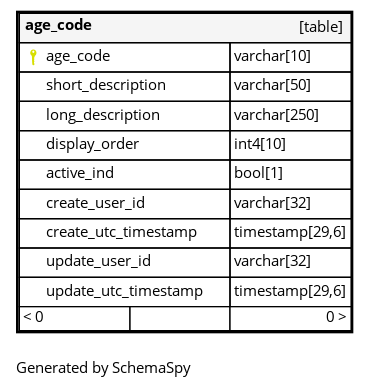 age_code [table]
age_code varchar[10]
short_description varchar[50]
long_description varchar[250]
display_order int4[10]
active_ind bool[1]
create_user_id varchar[32]
create_utc_timestamp timestamp[29,6]
update_user_id varchar[32]
update_utc_timestamp timestamp[29,6]
< 0 0 >
Generated by SchemaSpy